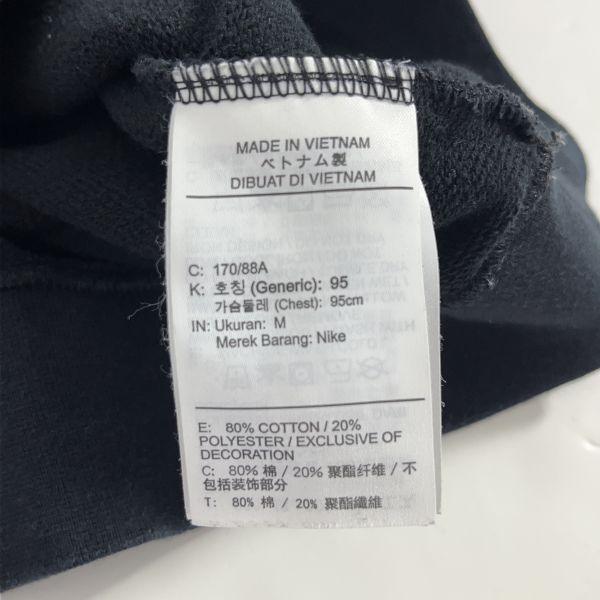 MADE IN VIETNAM
ベトナム製
DIBUAT DI VIETNAM
C: 170/88A
K: 호칭 (Generic): 95
가슴둘레 (Chest): 95cm
IN: Ukuran: M
Merek Barang: Nike
E: 80% COTTON / 20%
POLYESTER / EXCLUSIVE OF
DECORATION
C: 80% 棉 / 20% 聚酯纤维 / 不
包括装饰部分
T: 80% 棉 / 20% 聚酯纖維